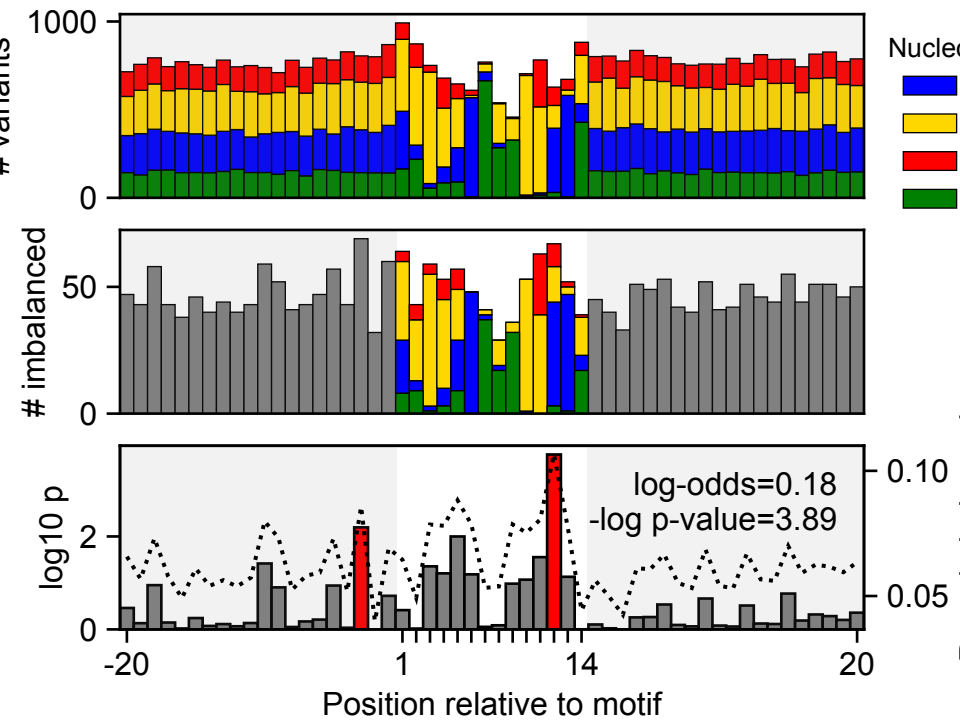 1000
0
# variants
Nucleo
50
0
# imbalanced
log-odds=0.18
-log p-value=3.89
2
0
log10 p
0.10
0.05
-20
1
14
20
Position relative to motif